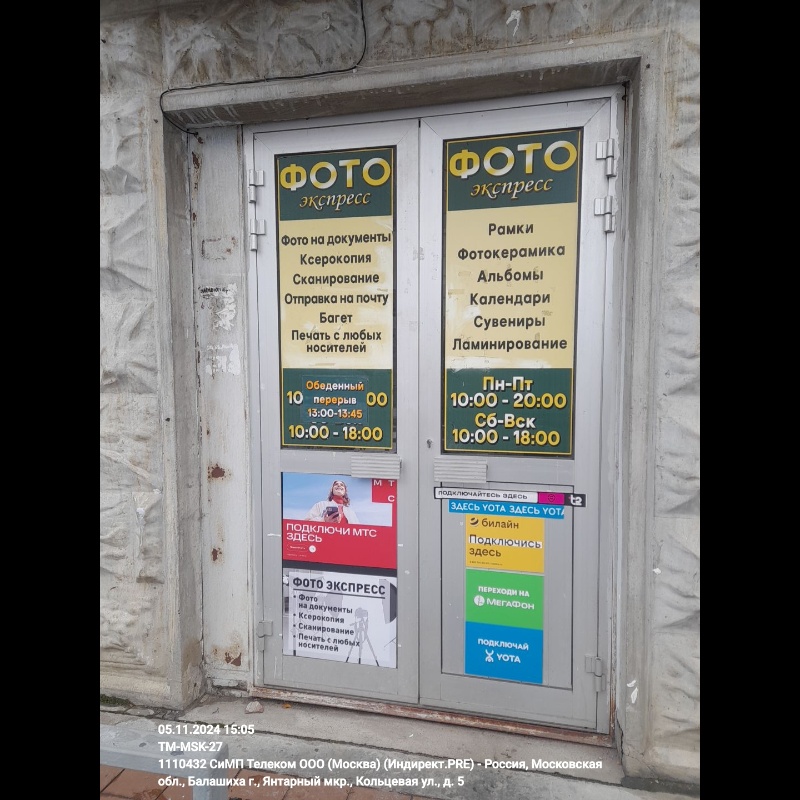 ФОТО
экспресс
Фото на документы
Ксерокопия
Сканирование
Отправка на почту
Багет
Печать с любых
носителей
Обеденный
перерыв
13:00-13:45
10 00
10:00 - 18:00
ФОТО
экспресс
Рамки
Фотокерамика
Альбомы
Календари
Сувениры
Ламинирование
Пн-Пт
10:00 - 20:00
Сб-Вск
10:00 - 18:00
М Т
С
ПОДКЛЮЧИ МТС
ЗДЕСЬ
ФОТО ЭКСПРЕСС
• Фото
на документы
• Ксерокопия
• Сканирование
• Печать с любых
носителей
ПОДКЛЮЧАЙТЕСЬ ЗДЕСЬ
t2
ЗДЕСЬ YOTA ЗДЕСЬ YOTA
билайн
Подключись
здесь
ПЕРЕХОДИ НА
МЕГАФОН
ПОДКЛЮЧАЙ
YOTA
05.11.2024 15:05
TM-MSK-27
1110432 СиМП Телеком ООО (Москва) (Индирект.PRE) - Россия, Московская
обл., Балашиха г., Янтарный мкр., Кольцевая ул., д. 5